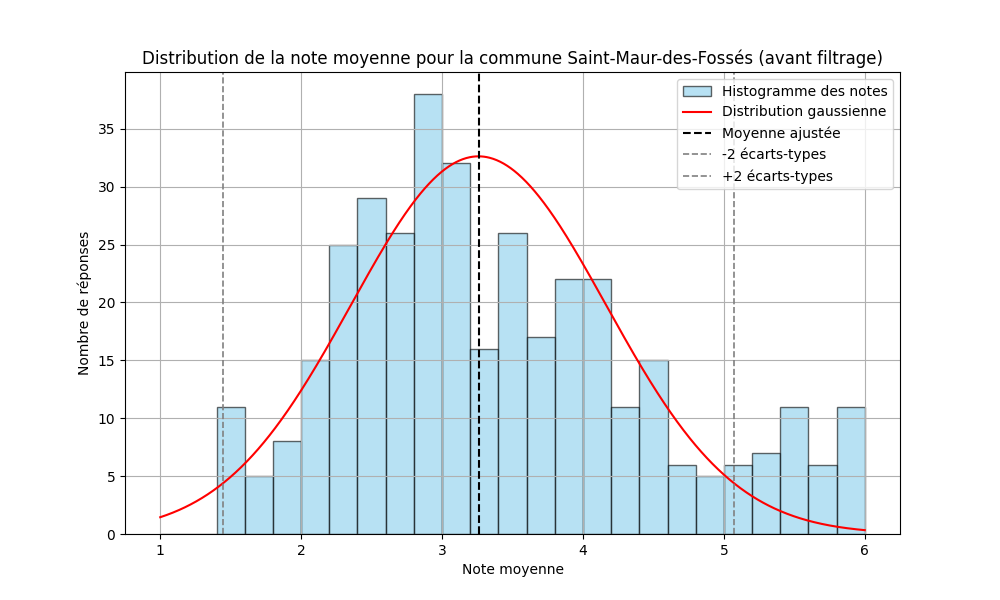 Distribution de la note moyenne pour la commune Saint-Maur-des-Fossés (avant filtrage)
Histogramme des notes
Distribution gaussienne
Moyenne ajustée
-2 écarts-types
+2 écarts-types
Nombre de réponses
35
30
25
20
15
10
5
0
1 2 3 4 5 6
Note moyenne